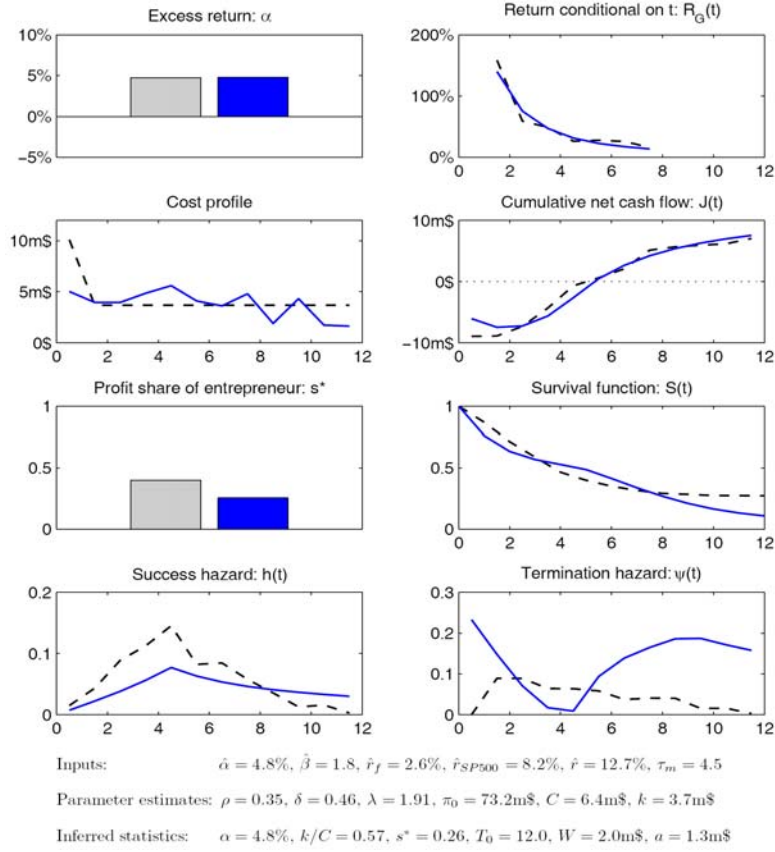 Excess return: α
10%
5%
0%
−5%
Return conditional on t: R_G(t)
200%
100%
0%
0 2 4 6 8 10 12
Cost profile
10m$
5m$
0$
0 2 4 6 8 10 12
Cumulative net cash flow: J(t)
10m$
0$
−10m$
0 2 4 6 8 10 12
Profit share of entrepreneur: s*
1
0.5
0
Survival function: S(t)
1
0.5
0
0 2 4 6 8 10 12
Success hazard: h(t)
0.2
0.1
0
0 2 4 6 8 10 12
Termination hazard: ψ(t)
0.3
0.2
0.1
0
0 2 4 6 8 10 12
Inputs: α̂ = 4.8%, β̂ = 1.8, r̂_f = 2.6%, r̂_SP500 = 8.2%, r̂ = 12.7%, τ_m = 4.5
Parameter estimates: ρ = 0.35, δ = 0.46, λ = 1.91, π_0 = 73.2m$, C = 6.4m$, k = 3.7m$
Inferred statistics: α = 4.8%, k/C = 0.57, s* = 0.26, T_0 = 12.0, W = 2.0m$, a = 1.3m$